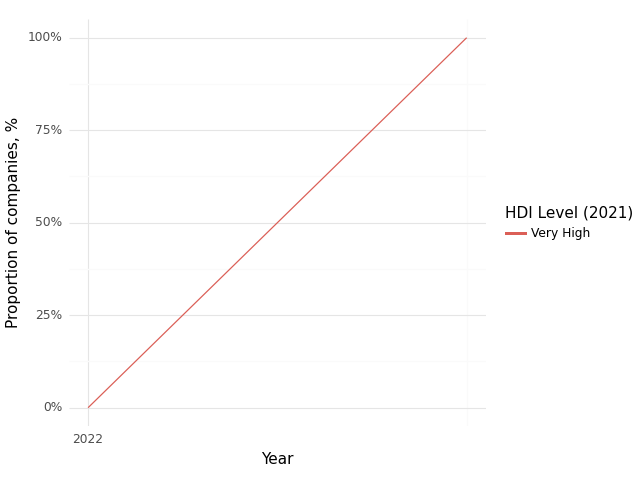 100%
75%
50%
25%
0%
Proportion of companies, %
2022
Year
HDI Level (2021)
Very High